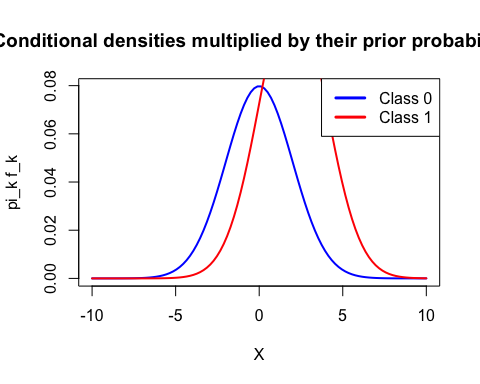 Conditional densities multiplied by their prior probabi
Class 0
Class 1
0.08
0.06
0.04
0.02
0.00
pi_k f_k
-10
-5
0
5
10
X